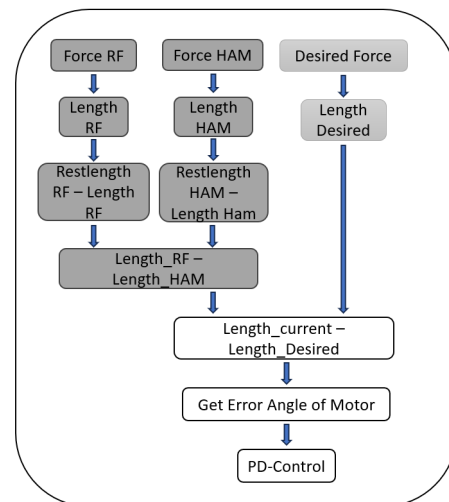 Force RF
Force HAM
Desired Force
Length
RF
Length
HAM
Length
Desired
Restlength
RF – Length
RF
Restlength
HAM –
Length Ham
Length_RF –
Length_HAM
Length_current –
Length_Desired
Get Error Angle of Motor
PD-Control